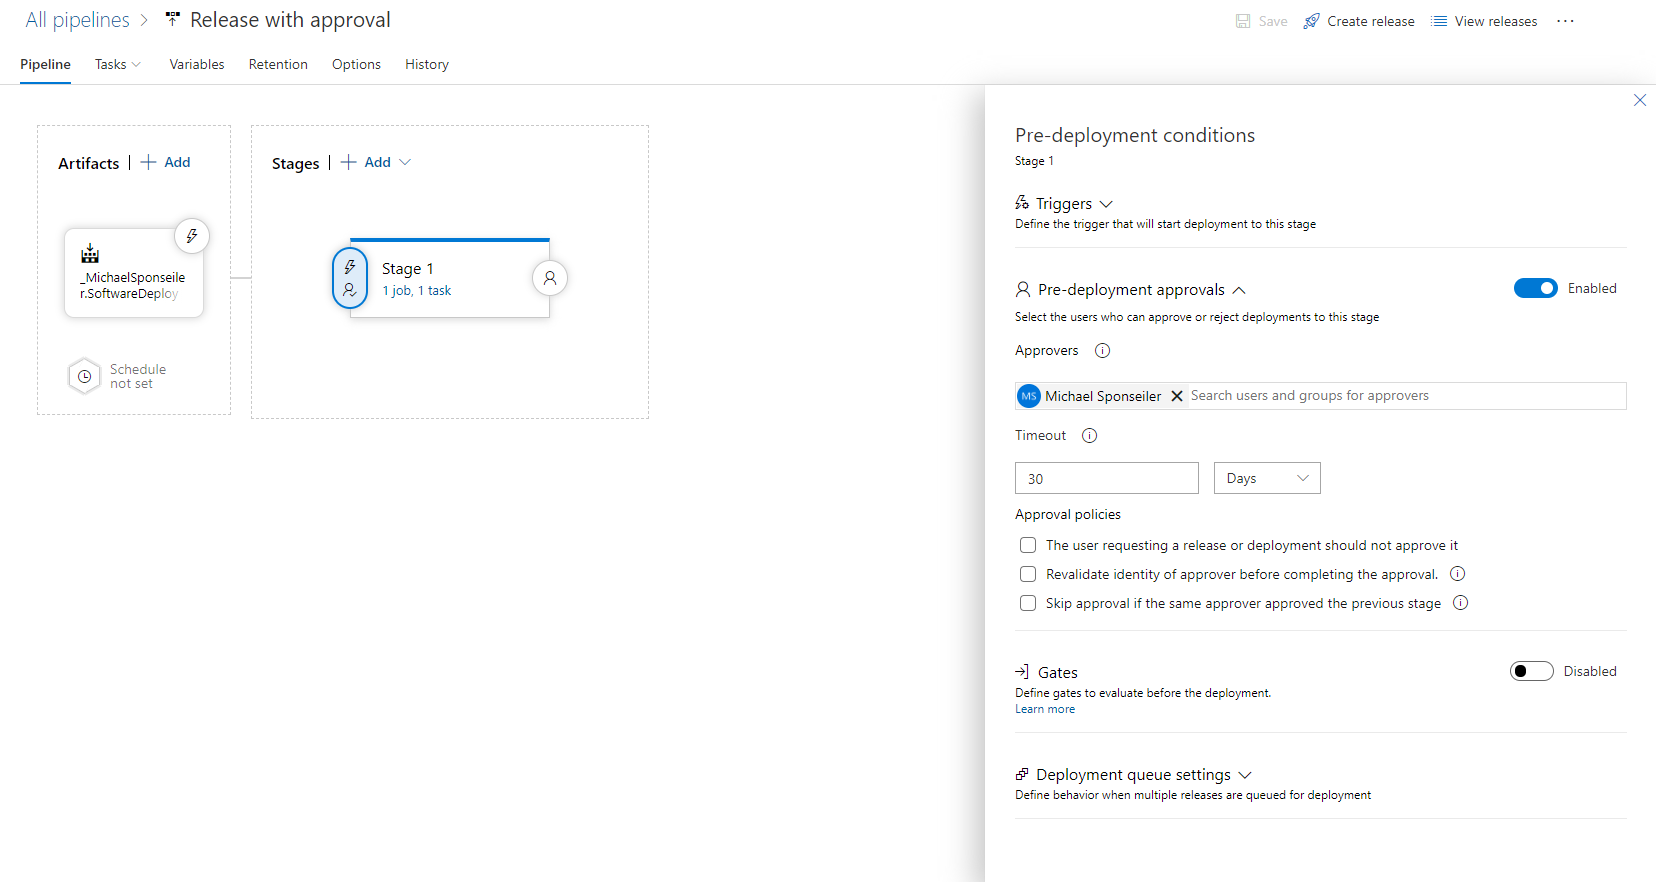 All pipelines > Release with approval
Save Create release View releases ...
Pipeline Tasks Variables Retention Options History
Artifacts | + Add
_MichaelSponseile
r.SoftwareDeploy
Schedule
not set
Stages | + Add
Stage 1
1 job, 1 task
Pre-deployment conditions
Stage 1
Triggers
Define the trigger that will start deployment to this stage
Pre-deployment approvals
Enabled
Select the users who can approve or reject deployments to this stage
Approvers
MS Michael Sponseiler Search users and groups for approvers
Timeout
30 Days
Approval policies
The user requesting a release or deployment should not approve it
Revalidate identity of approver before completing the approval.
Skip approval if the same approver approved the previous stage
Gates
Disabled
Define gates to evaluate before the deployment.
Learn more
Deployment queue settings
Define behavior when multiple releases are queued for deployment